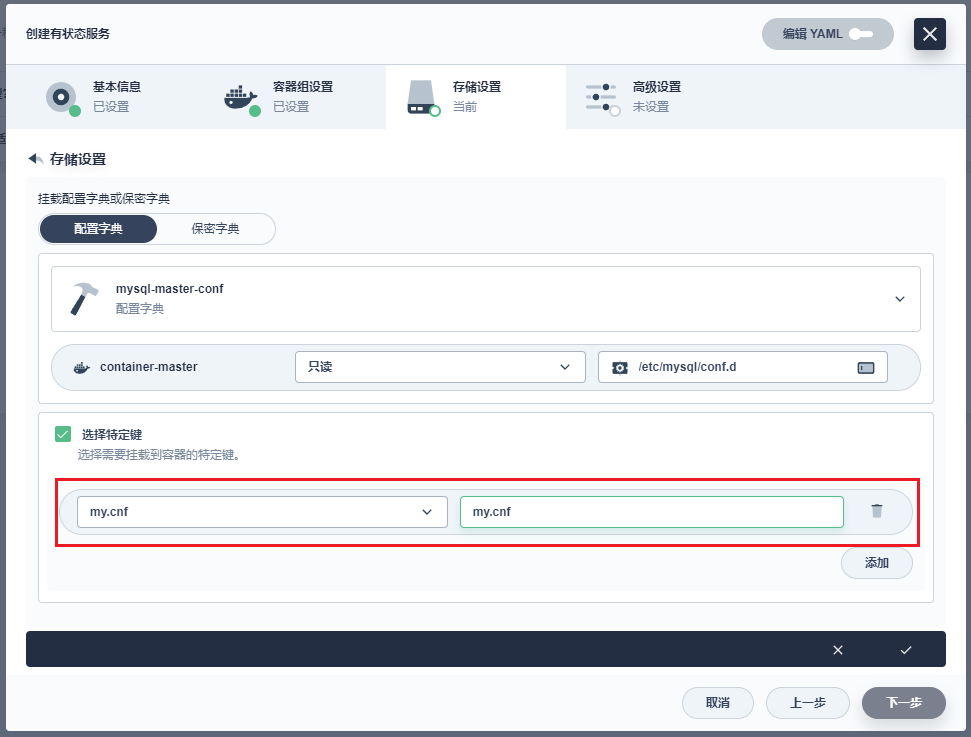 创建有状态服务
编辑 YAML
基本信息
已设置
容器组设置
已设置
存储设置
当前
高级设置
未设置
存储设置
挂载配置字典或保密字典
配置字典
保密字典
mysql-master-conf
配置字典
container-master
只读
/etc/mysql/conf.d
选择特定键
选择需要挂载到容器的特定键。
my.cnf
my.cnf
添加
取消
上一步
下一步